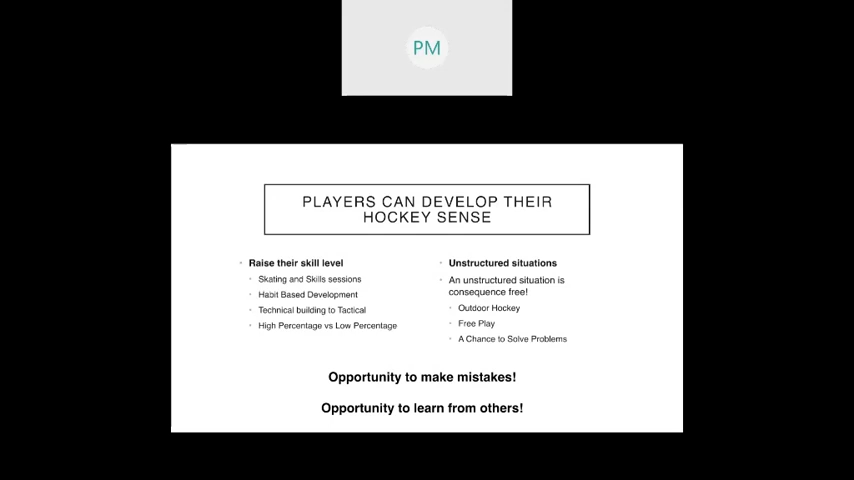 PM
PLAYERS CAN DEVELOP THEIR
HOCKEY SENSE
Raise their skill level
Skating and Skills sessions
Habit Based Development
Technical building to Tactical
High Percentage vs Low Percentage
Unstructured situations
An unstructured situation is
consequence free!
Outdoor Hockey
Free Play
A Chance to Solve Problems
Opportunity to make mistakes!
Opportunity to learn from others!